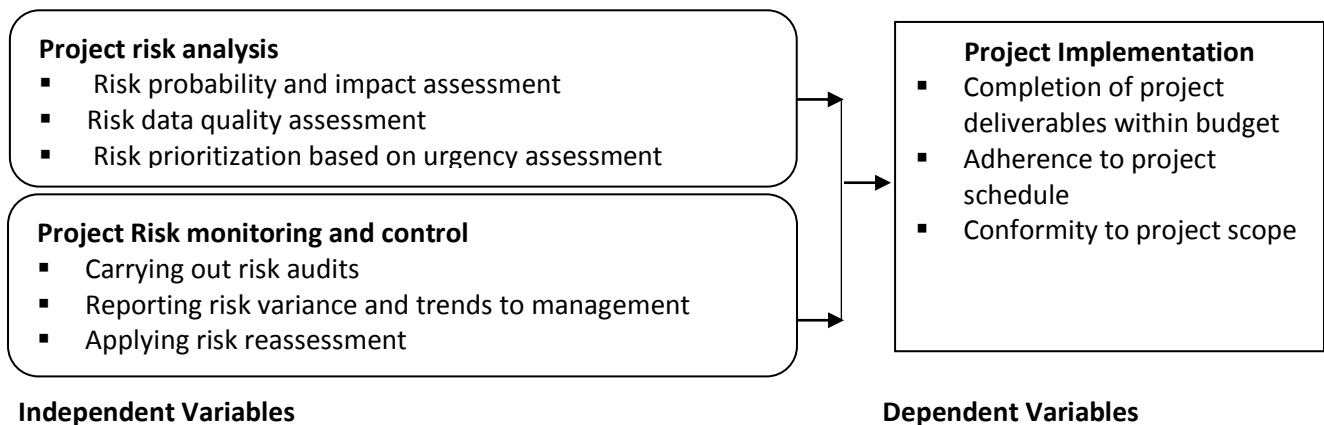 Project risk analysis
▪ Risk probability and impact assessment
▪ Risk data quality assessment
▪ Risk prioritization based on urgency assessment
Project Risk monitoring and control
▪ Carrying out risk audits
▪ Reporting risk variance and trends to management
▪ Applying risk reassessment
Project Implementation
▪ Completion of project
deliverables within budget
▪ Adherence to project
schedule
▪ Conformity to project scope
Independent Variables
Dependent Variables